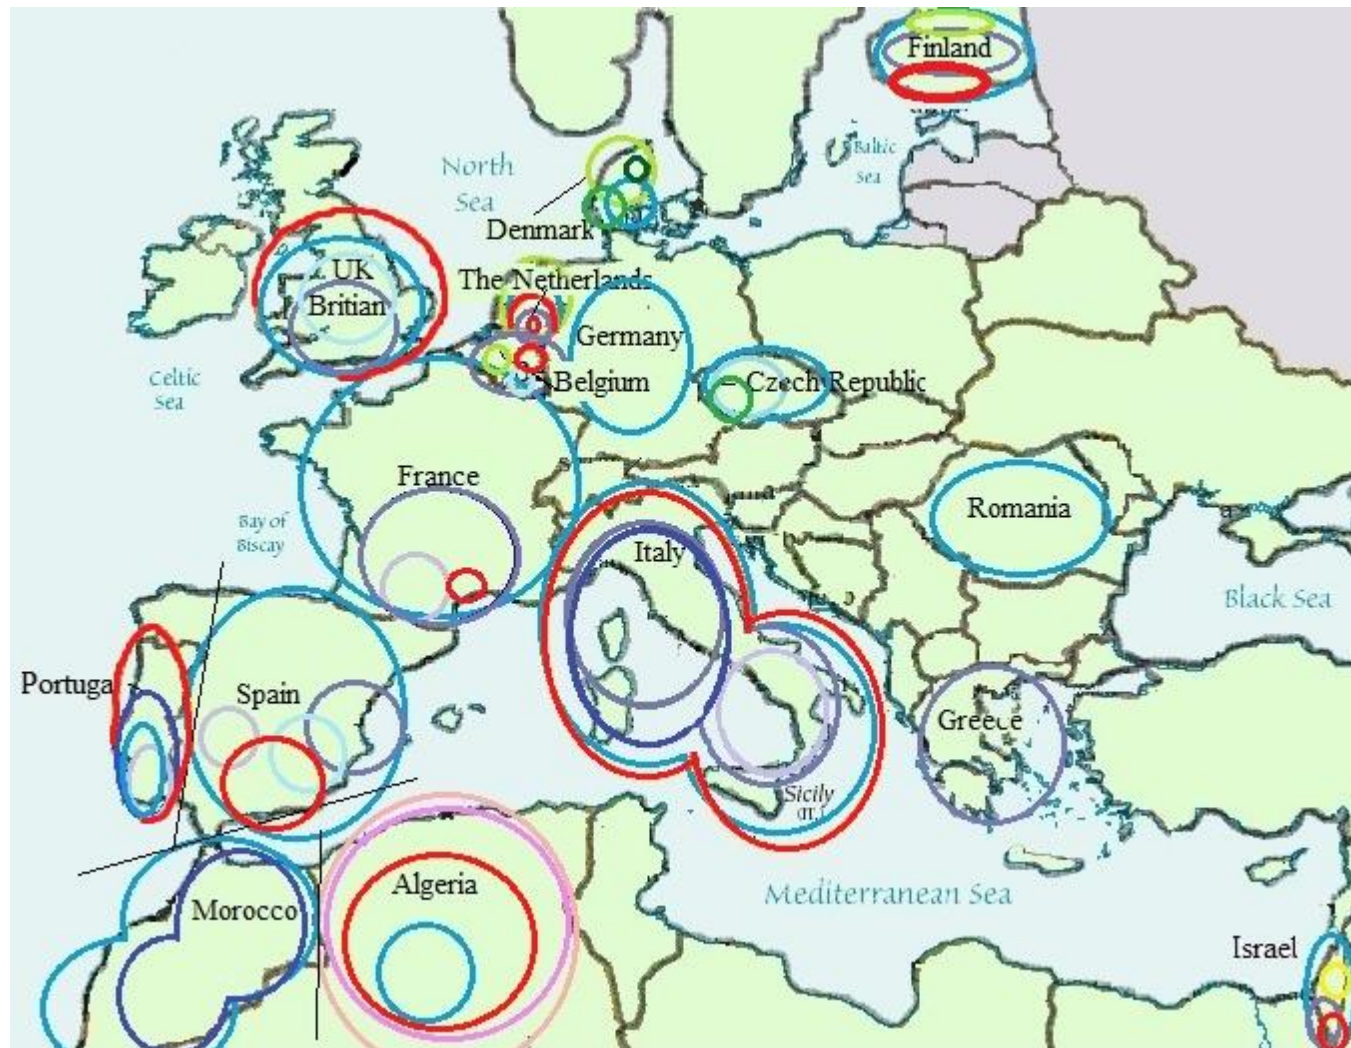 Finland
Baltic
Sea
North
Sea
Denmark
UK
Britian
The Netherlands
Germany
Belgium
Czech Republic
Celtic
Sea
France
Romania
Bay of
Biscay
Italy
Black Sea
Portuga
Spain
Greece
Sicily
Algeria
Mediterranean Sea
Morocco
Israel